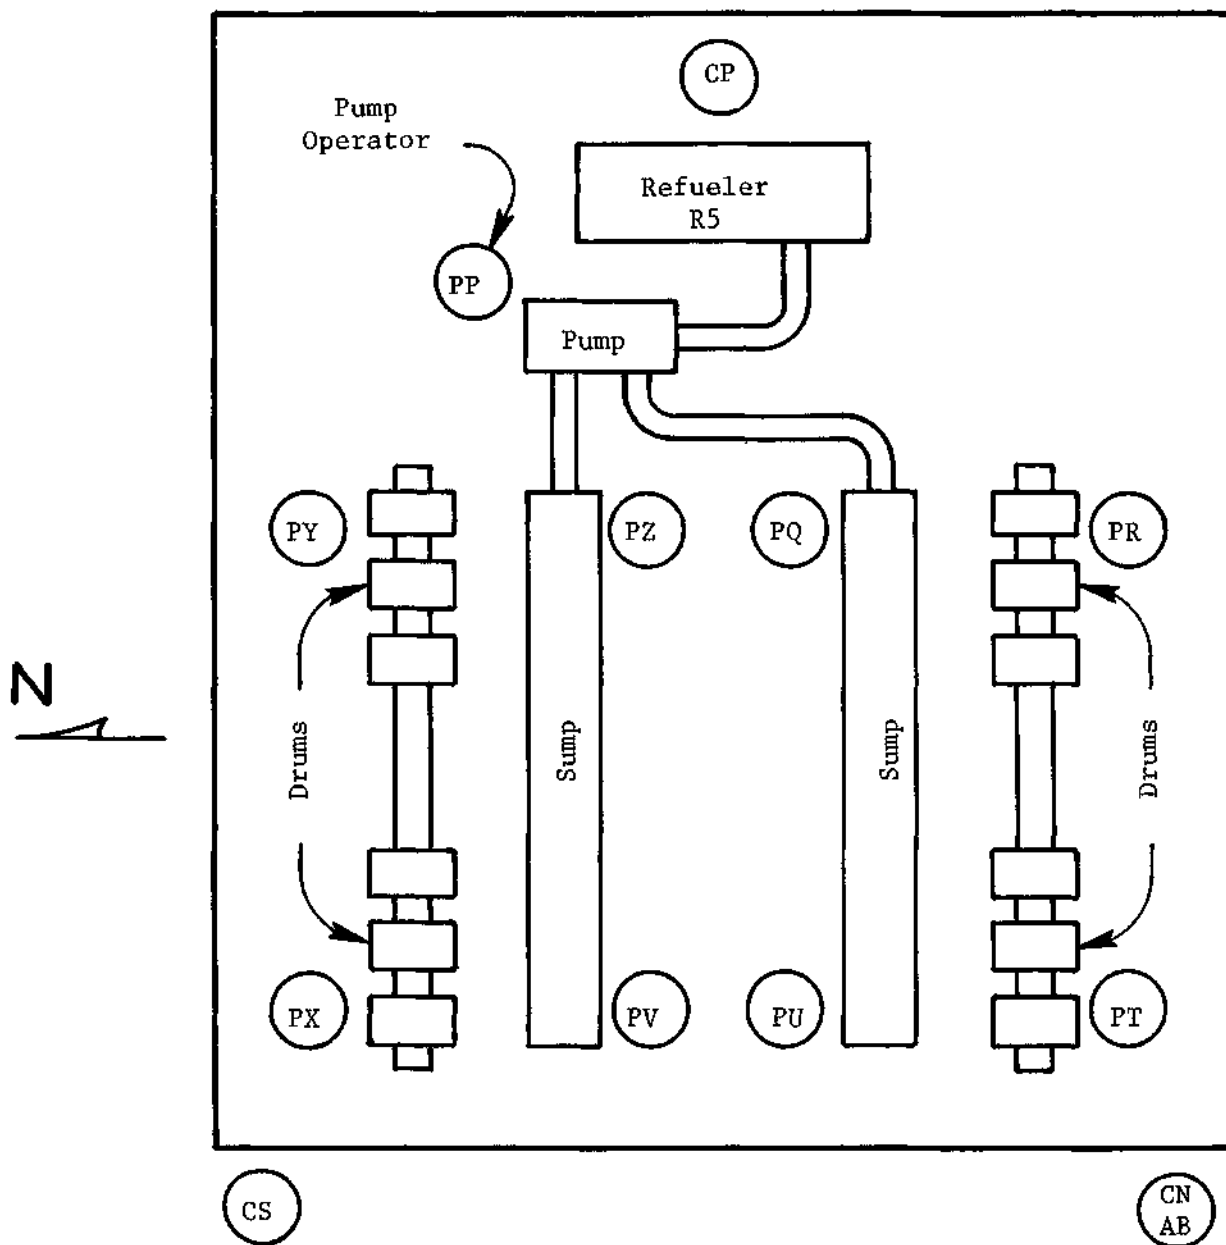 CP
Pump
Operator
Refueler
R5
PP
Pump
PY
PZ
PQ
PR
N
Drums
Sump
Sump
Drums
PX
PV
PU
PT
CS
CN
AB